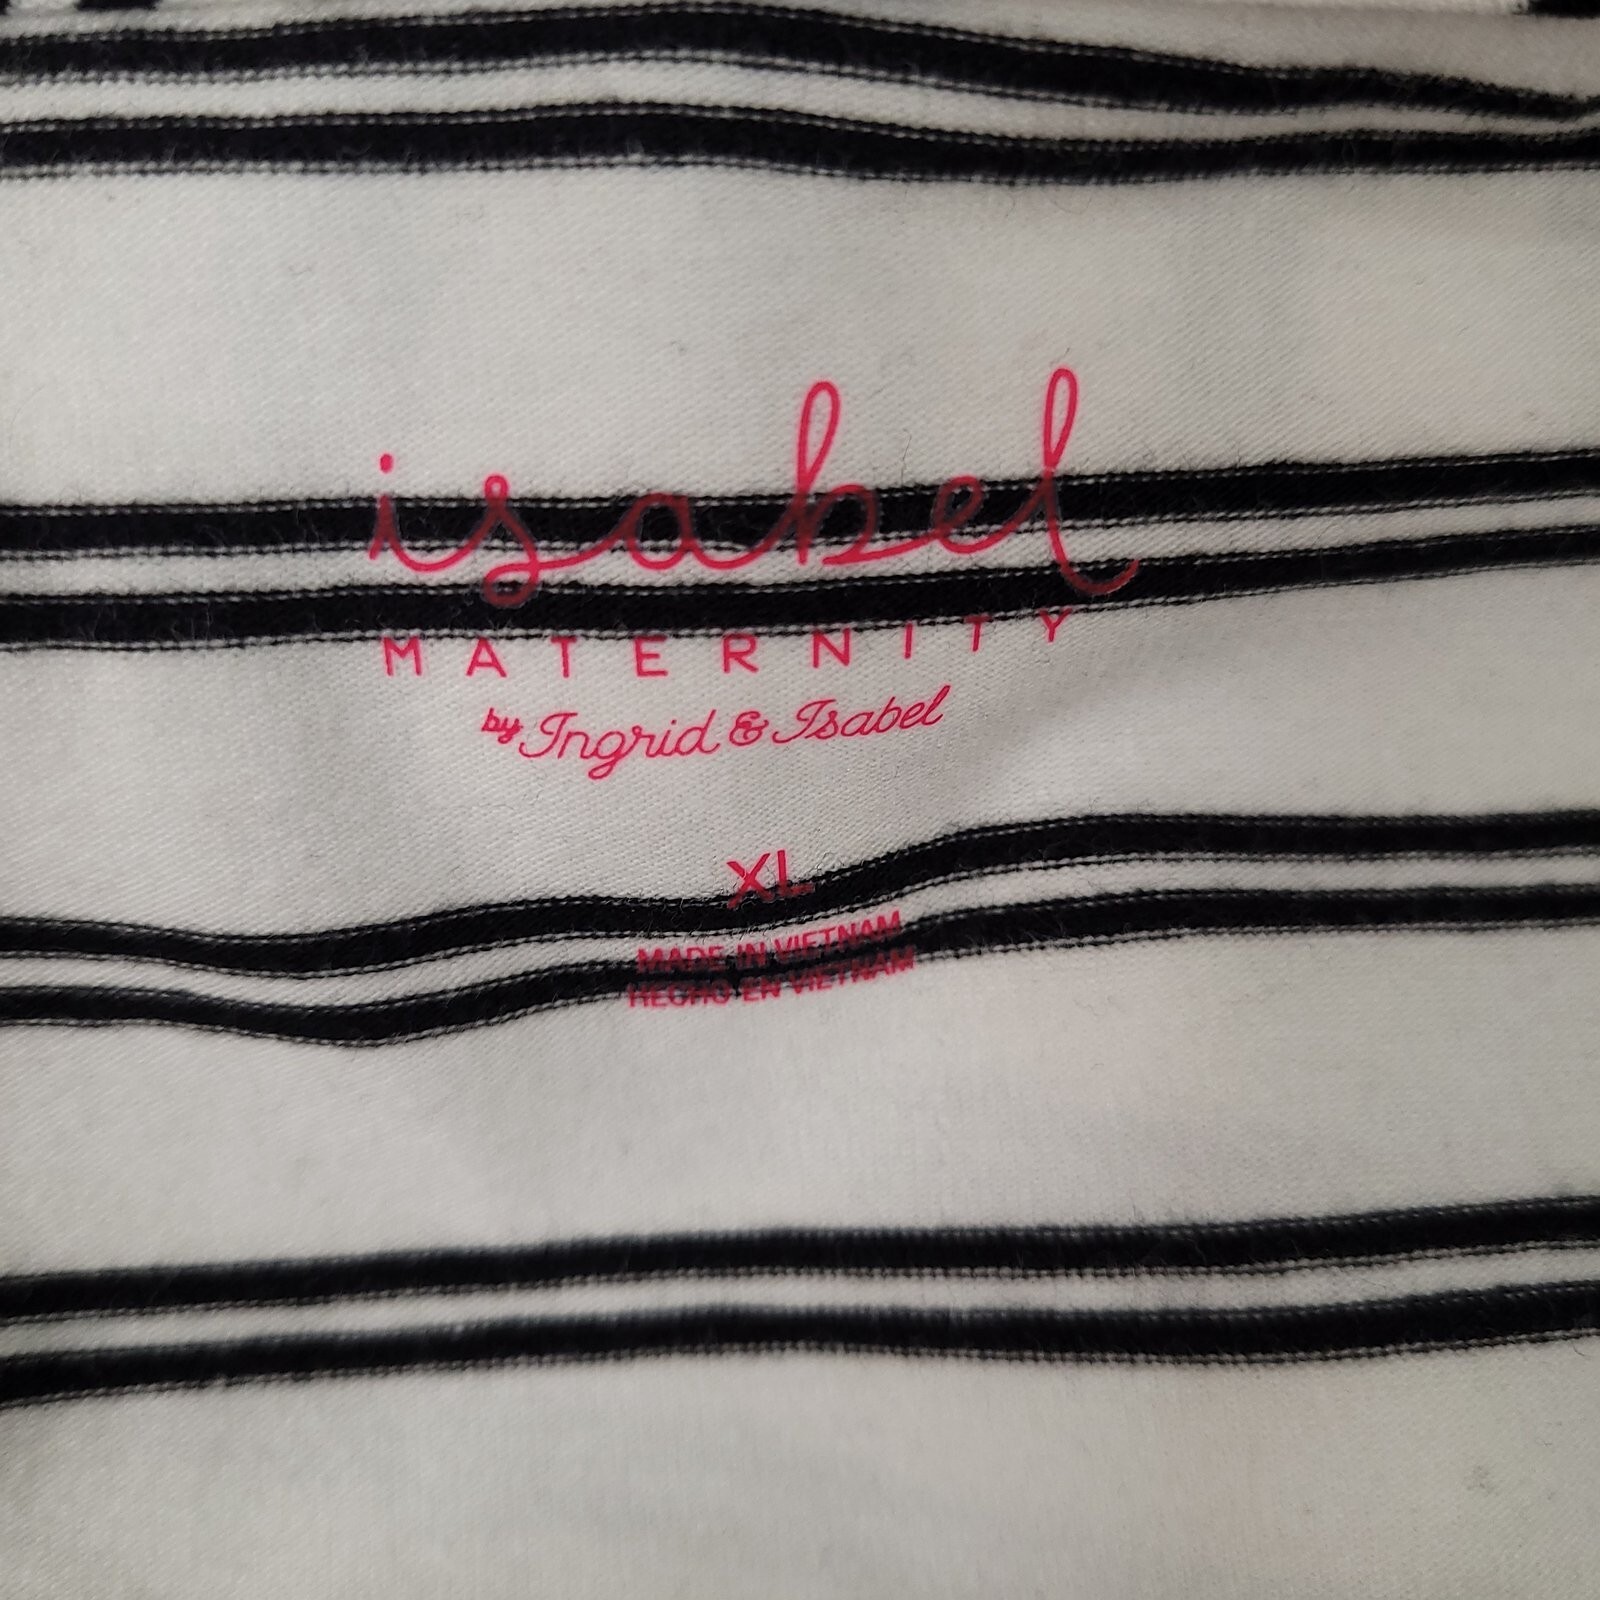 isabel
MATERNITY
by Ingrid & Isabel
XL
MADE IN VIETNAM
HECHO EN VIETNAM